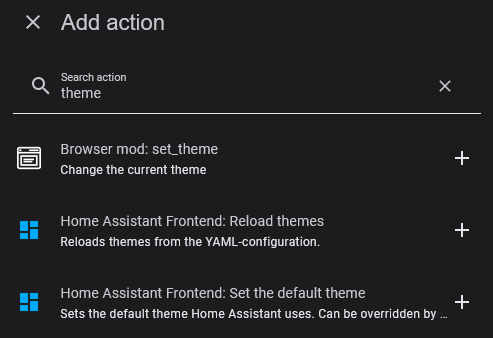 Add action
Search action
theme
Browser mod: set_theme
Change the current theme
Home Assistant Frontend: Reload themes
Reloads themes from the YAML-configuration.
Home Assistant Frontend: Set the default theme
Sets the default theme Home Assistant uses. Can be overridden by ...